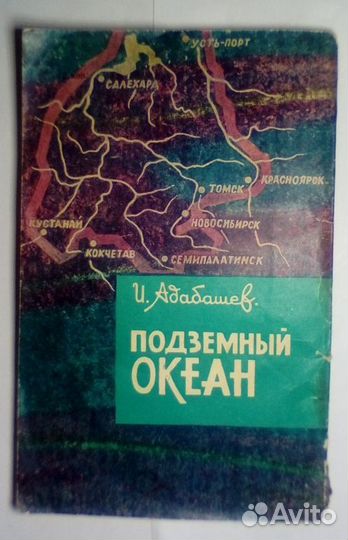 УСТЬ-ПОРТ
САЛЕХАРД
КРАСНОЯРСК
ТОМСК
НОВОСИБИРСК
КУСТАНАЙ
КОКЧЕТАВ
СЕМИПАЛАТИНСК
И. Адабашев.
ПОДЗЕМНЫЙ
ОКЕАН
Avito